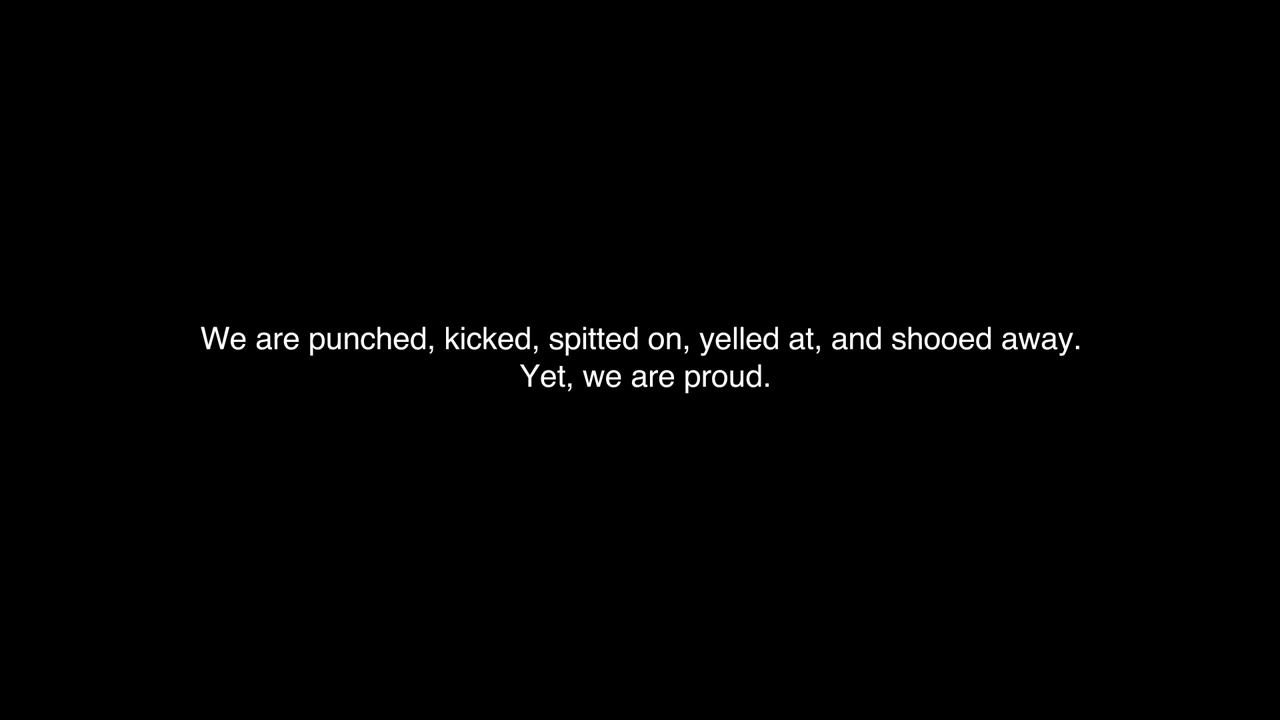 We are punched, kicked, spitted on, yelled at, and shooed away.
Yet, we are proud.